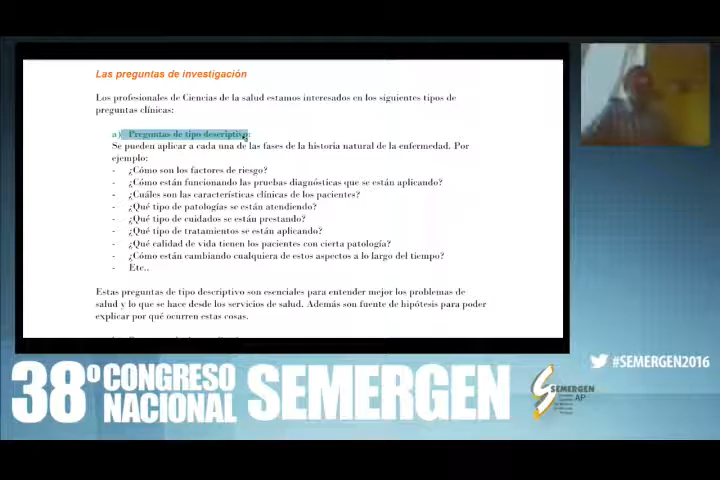 Las preguntas de investigación
Los profesionales de Ciencias de la salud estamos interesados en los siguientes tipos de
preguntas clínicas:
a) Preguntas de tipo descriptivo:
Se pueden aplicar a cada una de las fases de la historia natural de la enfermedad. Por
ejemplo:
- ¿Cómo son los factores de riesgo?
- ¿Cómo están funcionando las pruebas diagnósticas que se están aplicando?
- ¿Cuáles son las características clínicas de los pacientes?
- ¿Qué tipo de patologías se están atendiendo?
- ¿Qué tipo de cuidados se están prestando?
- ¿Qué tipo de tratamientos se están aplicando?
- ¿Qué calidad de vida tienen los pacientes con cierta patología?
- ¿Cómo están cambiando cualquiera de estos aspectos a lo largo del tiempo?
- Etc..
Estas preguntas de tipo descriptivo son esenciales para entender mejor los problemas de
salud y lo que se hace desde los servicios de salud. Además son fuente de hipótesis para poder
explicar por qué ocurren estas cosas.
#SEMERGEN2016
38º CONGRESO
NACIONAL SEMERGEN
SEMERGEN
AP